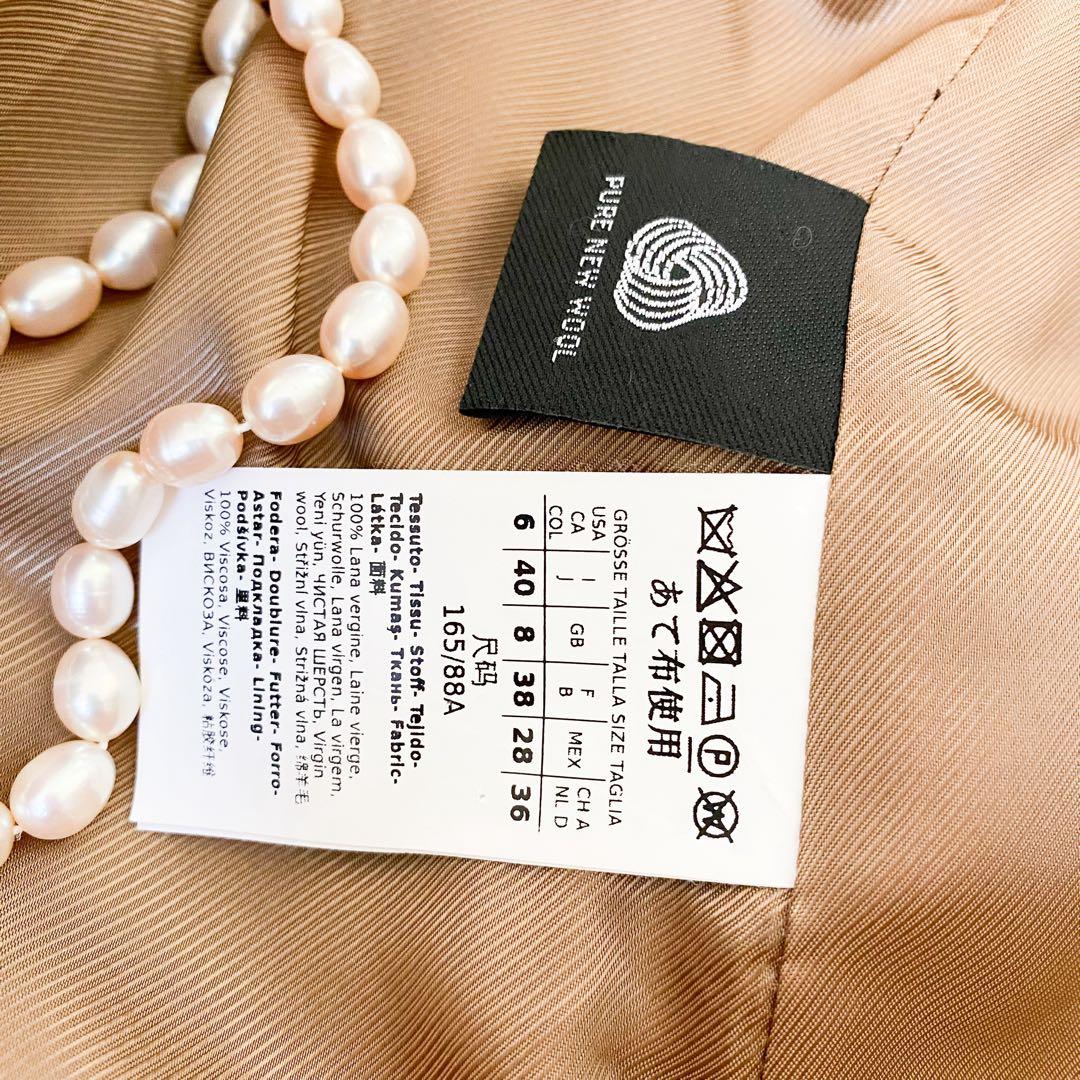 PURE NEW WOOL
あて布使用
GRÖSSE TAILLE TALLA SIZE TAGLIA
USA CA COL | I J | GB | F B | MEX | CH A NL D
6 40 8 38 28 36
尺码
165/88A
Tessuto- Tissu- Stoff- Tejido-
Tecido- Kumaş- Ткань- Fabric-
Látka- 面料
100% Lana vergine, Laine vierge,
Schurwolle, Lana virgen, La virgem,
Yeni yün, ЧИСТАЯ ШЕРСТЬ, Virgin
wool, Střižní vlna, Strižná vlna, 绵羊毛
Fodera- Doublure- Futter- Forro-
Astar- Подкладка- Lining-
Podšívka- 里料
100% Viscosa, Viscose, Viskose,
Viskoz, ВИСКОЗА, Viskoza, 粘胶纤维